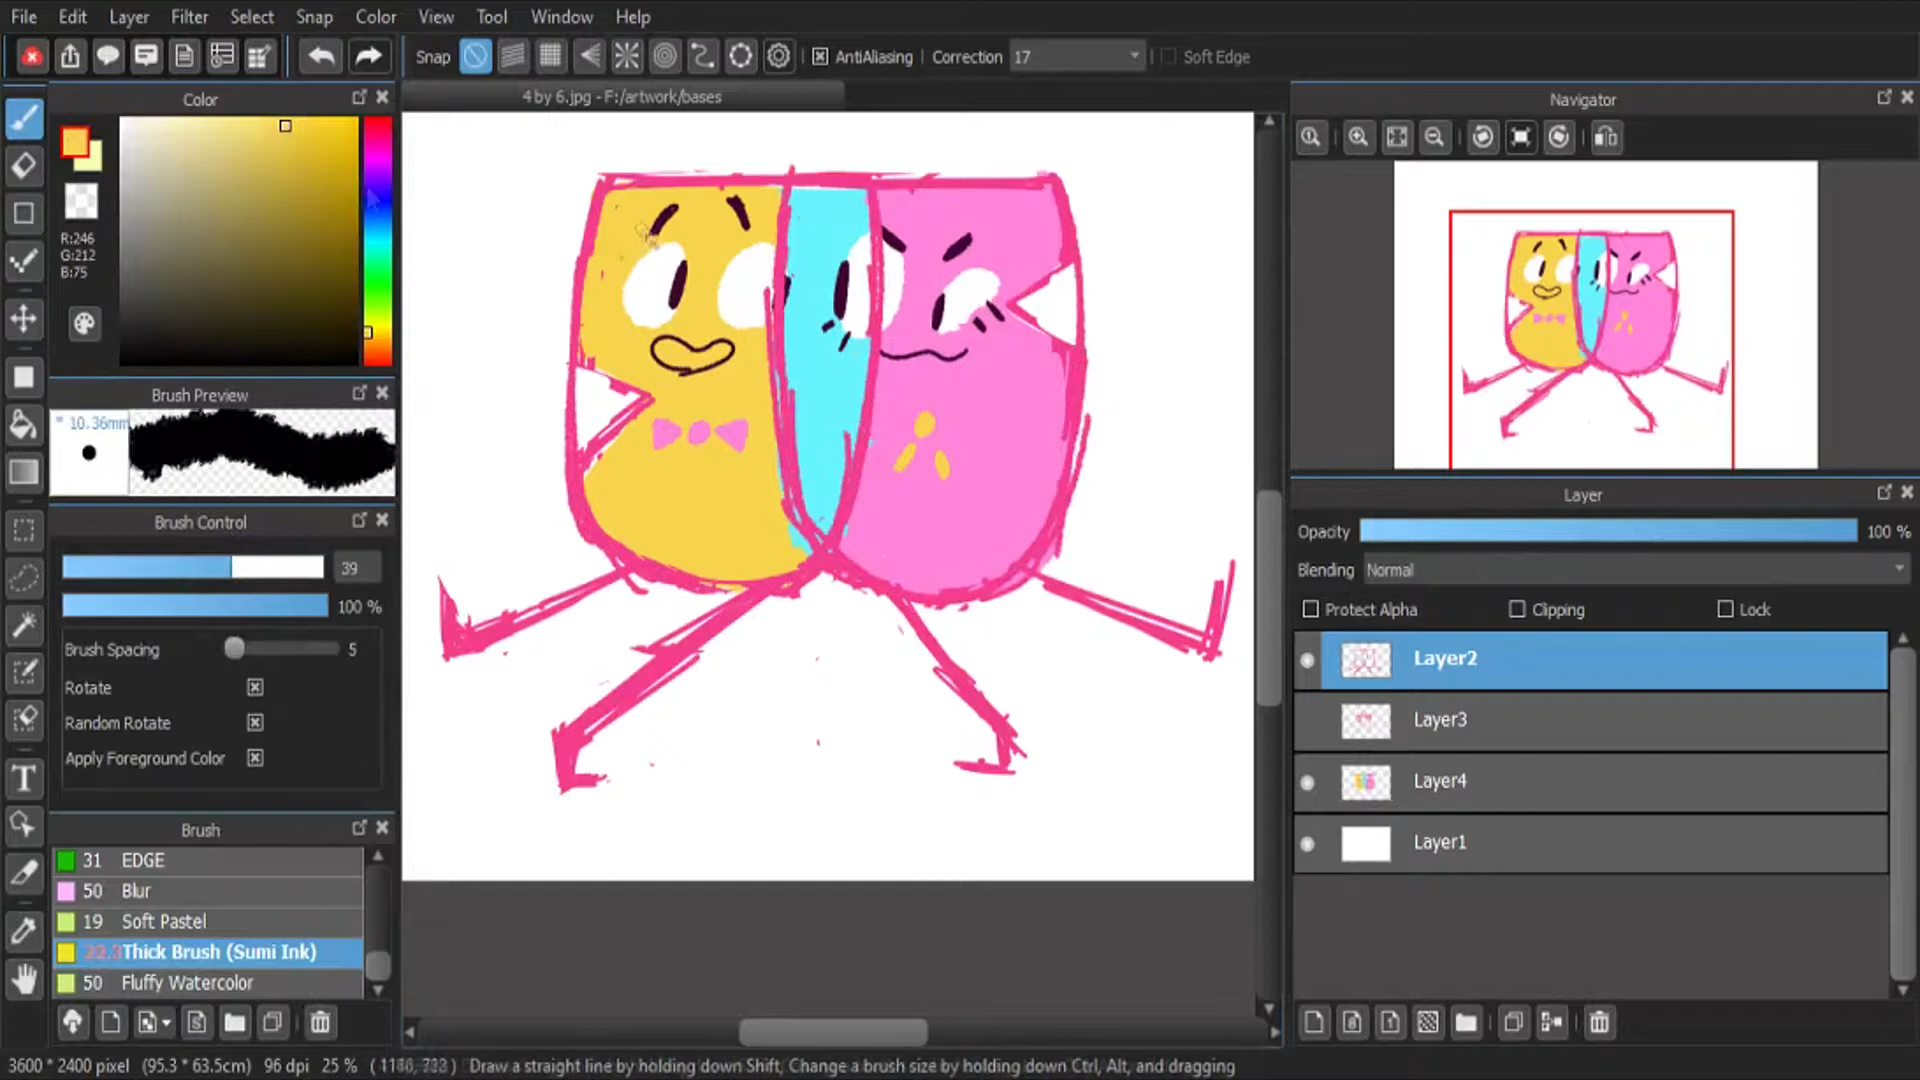 File Edit Layer Filter Select Snap Color View Tool Window Help
Snap AntiAliasing Correction 17 Soft Edge
4 by 6.jpg - F:/artwork/bases
Color
R:246
G:212
B:75
Brush Preview
* 10.36mm
Brush Control
39
100 %
Brush Spacing 5
Rotate
Random Rotate
Apply Foreground Color
Brush
31 EDGE
50 Blur
19 Soft Pastel
Thick Brush (Sumi Ink)
50 Fluffy Watercolor
Navigator
Layer
Opacity 100 %
Blending Normal
Protect Alpha Clipping Lock
Layer2
Layer3
Layer4
Layer1
3600 * 2400 pixel (95.3 * 63.5cm) 96 dpi 25 % Draw a straight line by holding down Shift, Change a brush size by holding down Ctrl, Alt, and dragging